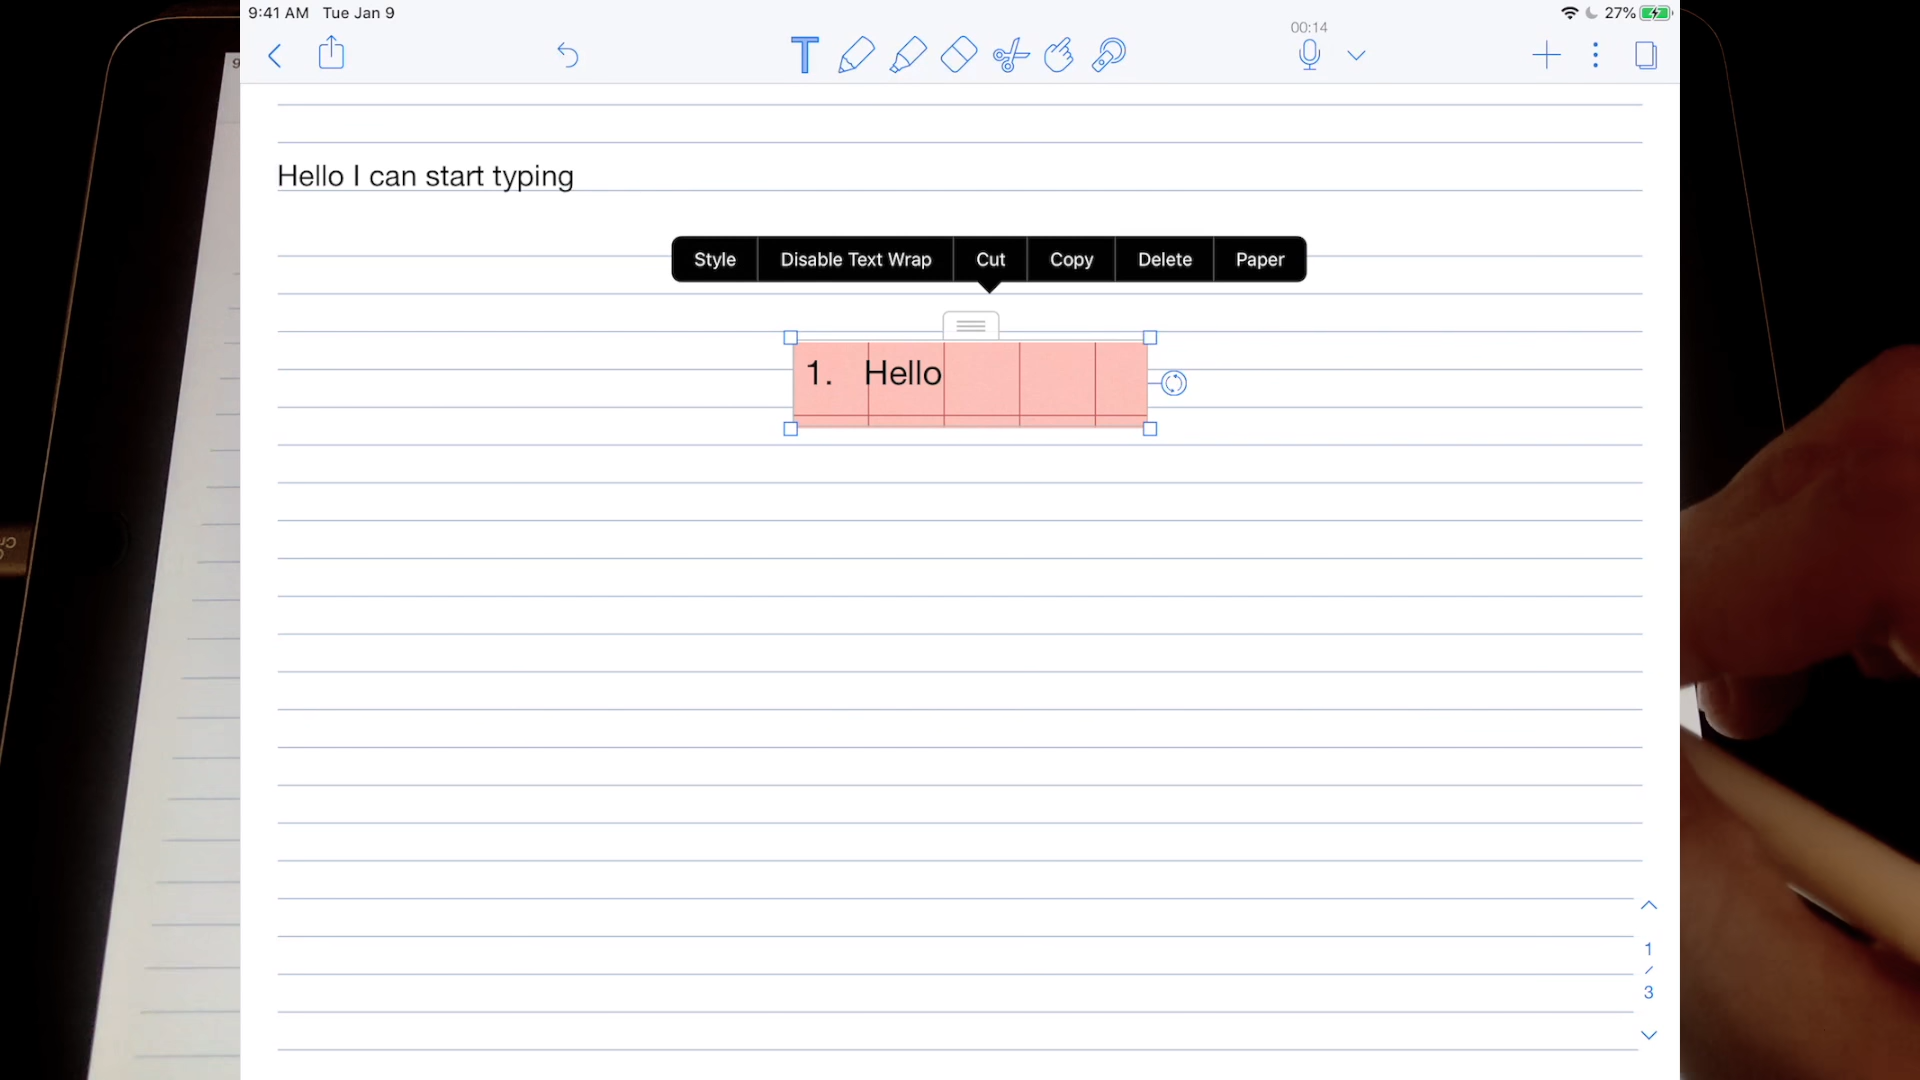 9:41 AM Tue Jan 9
27%
00:14
T
Hello I can start typing
Style Disable Text Wrap Cut Copy Delete Paper
1. Hello
1
/
3